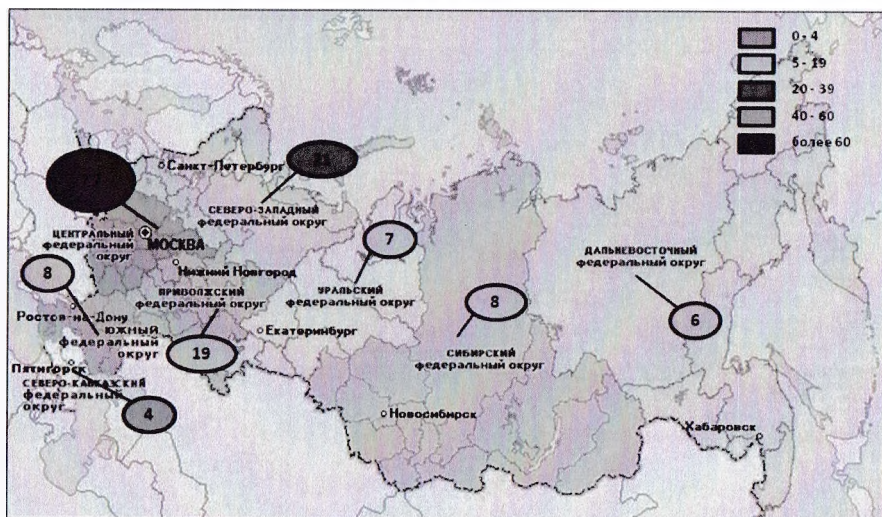 0 - 4
5 - 19
20 - 39
40 - 60
более 60
Санкт-Петербург
СЕВЕРО-ЗАПАДНЫЙ
федеральный округ
ЦЕНТРАЛЬНЫЙ
федеральный
округ
МОСКВА
7
ДАЛЬНЕВОСТОЧНЫЙ
федеральный округ
8
Нижний Новгород
ПРИВОЛЖСКИЙ
федеральный округ
УРАЛЬСКИЙ
федеральный округ
8
6
Ростов-на-Дону
ЮЖНЫЙ
федеральный
округ
Екатеринбург
19
СИБИРСКИЙ
федеральный округ
Пятигорск
СЕВЕРО-КАВКАЗСКИЙ
федеральный
округ
4
Новосибирск
Хабаровск